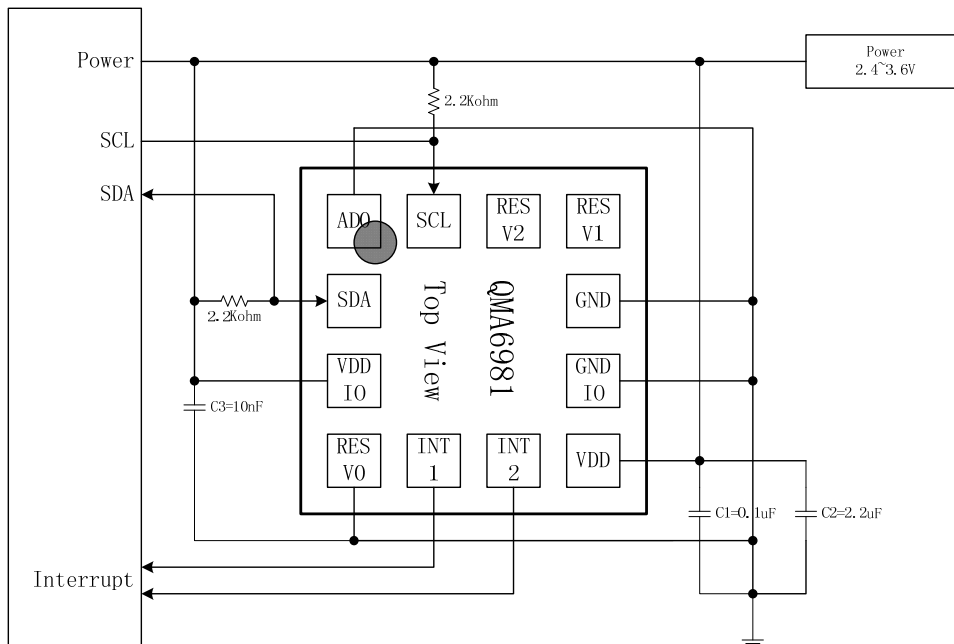 Power
Power
2.4~3.6V
2.2Kohm
SCL
SDA
ADO
SCL
RES
V2
RES
V1
SDA
GND
2.2Kohm
QMA6981
Top View
VDD
IO
GND
IO
C3=10nF
RES
V0
INT
1
INT
2
VDD
C1=0.1uF
C2=2.2uF
Interrupt